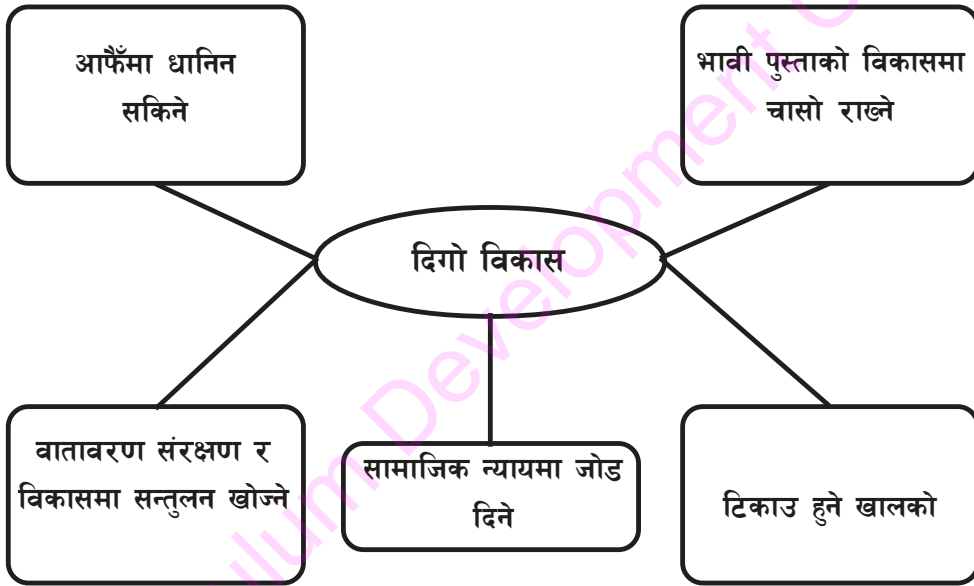 आफैँमा धानिन
सकिने
भावी पुस्ताको विकासमा
चासो राख्ने
दिगो विकास
वातावरण संरक्षण र
विकासमा सन्तुलन खोज्ने
सामाजिक न्यायमा जोड
दिने
टिकाउ हुने खालको